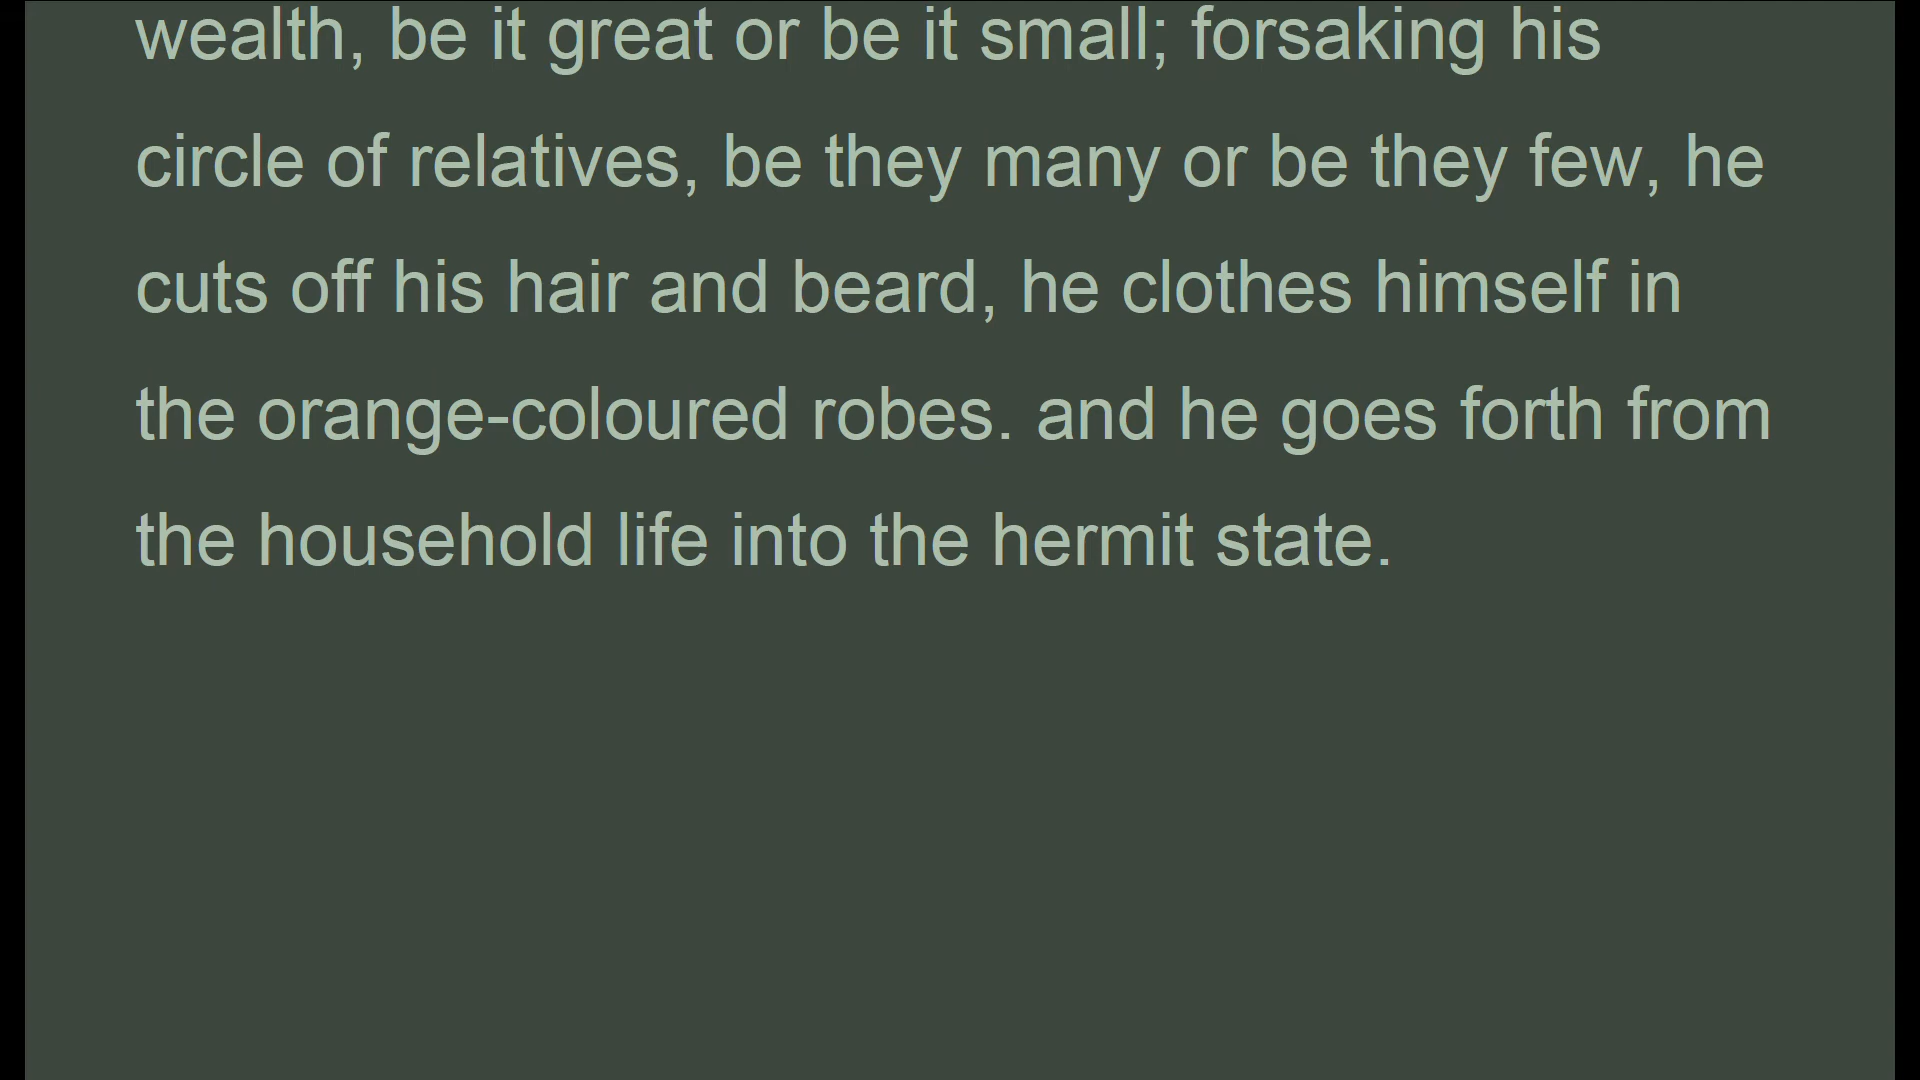 wealth, be it great or be it small; forsaking his
circle of relatives, be they many or be they few, he
cuts off his hair and beard, he clothes himself in
the orange-coloured robes. and he goes forth from
the household life into the hermit state.